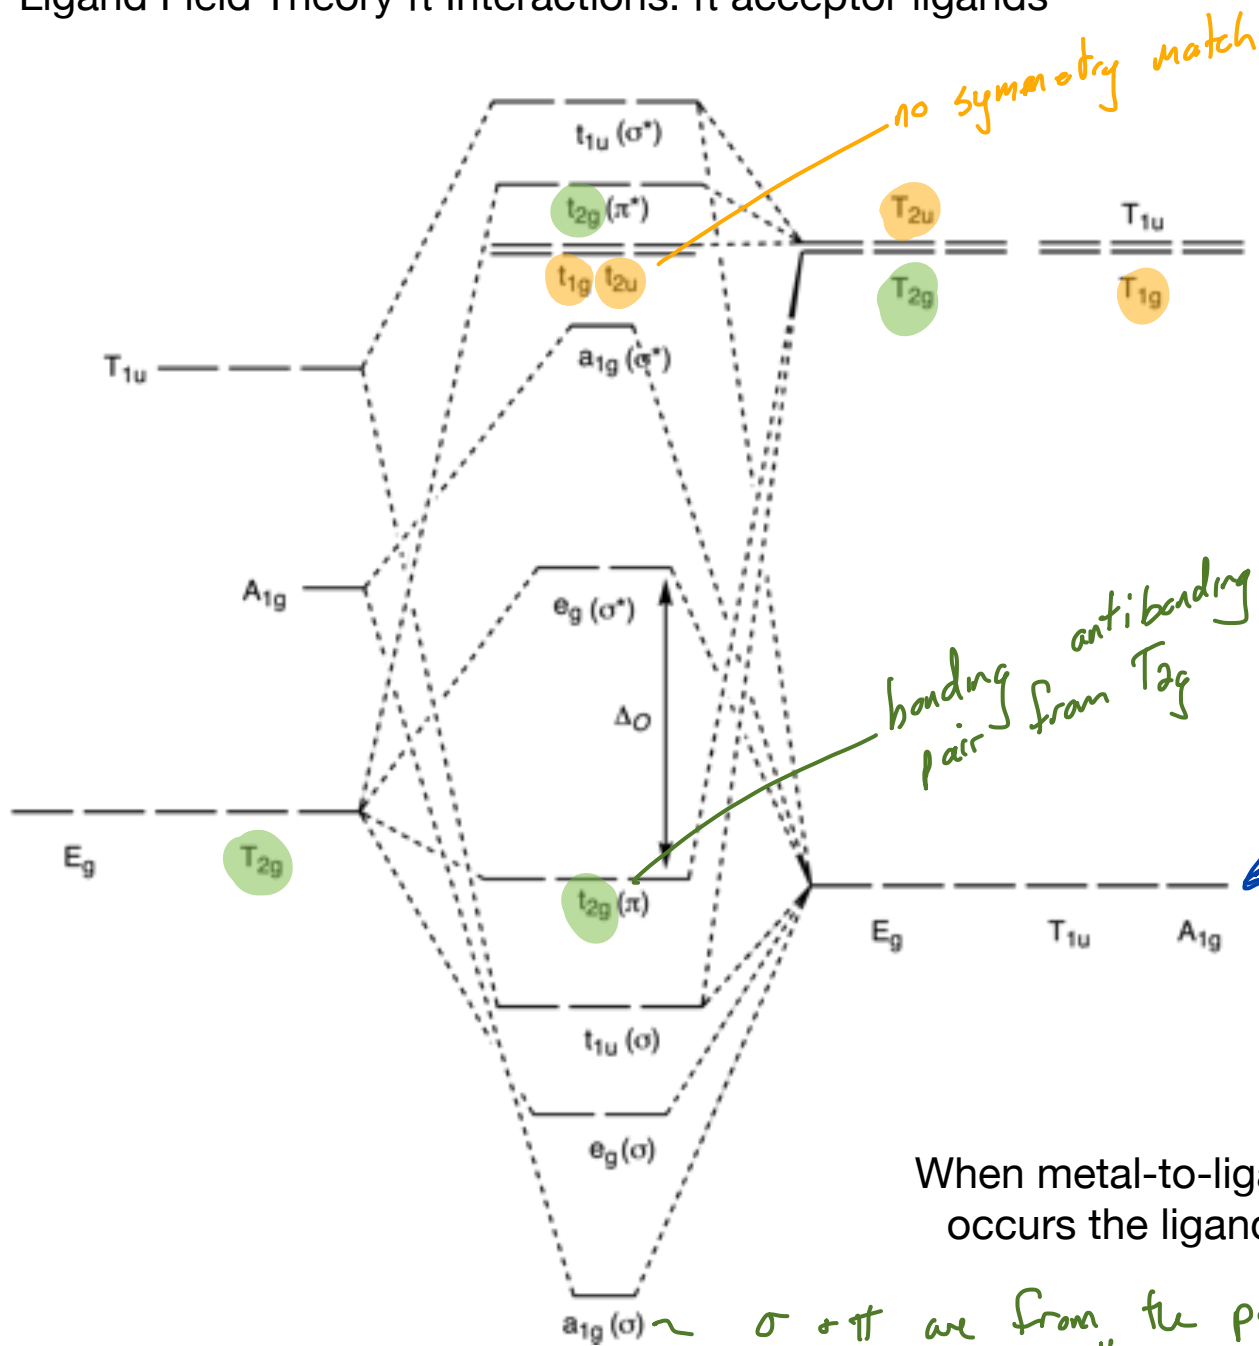 Ligand Field Theory π Interactions: π acceptor ligands
no symmetry match
t1u (σ*)
t2g (π*)
T2u
T1u
t1g t2u
T2g
T1g
a1g (σ*)
T1u
A1g
eg (σ*)
antibonding
bonding
pair from T2g
ΔO
Eg
T2g
t2g (π)
Eg
T1u
A1g
t1u (σ)
eg (σ)
When metal-to-liga
occurs the ligand
a1g (σ) ~ σ + π are from the p